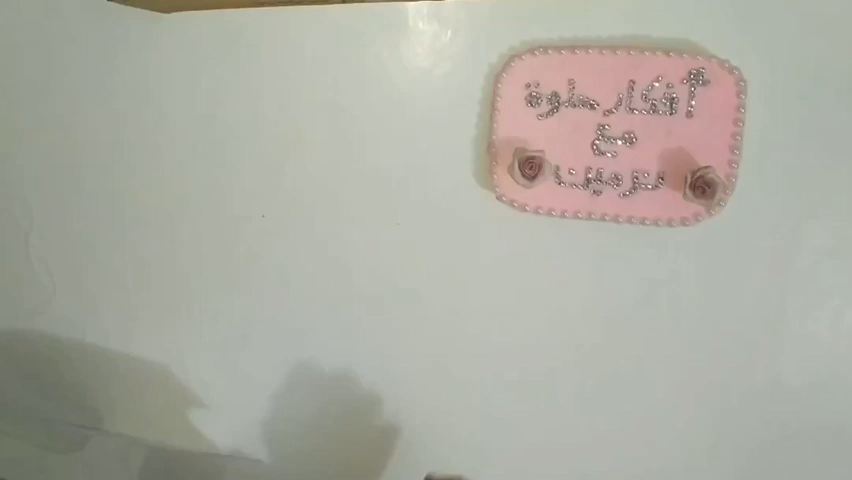 أفكار حلوة
مع
نرمين